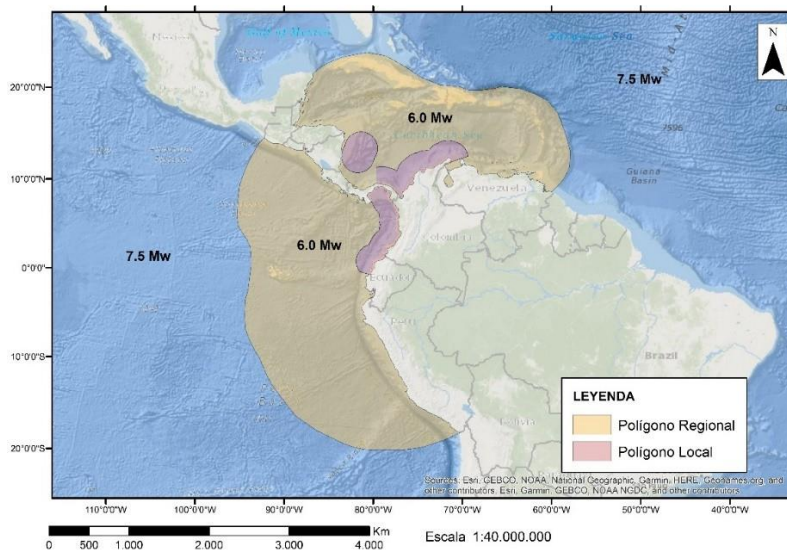 Gulf of Mexico
Sargasso Sea
Mexico
N
20°0'0"N
10°0'0"N
0°0'0"
10°0'0"S
20°0'0"S
7.5 Mw
6.0 Mw
Caribbean Sea
7.5 Mw
6.0 Mw
Guiana
Basin
Venezuela
Colombia
Ecuador
Brazil
Bolivia
LEYENDA
Polígono Regional
Polígono Local
Sources: Esri, GEBCO, NOAA, National Geographic, Garmin, HERE, Geonames.org, and
other contributors, Esri, Garmin, GEBCO, NOAA NGDC, and other contributors
110°0'0"W 100°0'0"W 90°0'0"W 80°0'0"W 70°0'0"W 60°0'0"W 50°0'0"W 40°0'0"W
Km
0 500 1.000 2.000 3.000 4.000
Escala 1:40.000.000